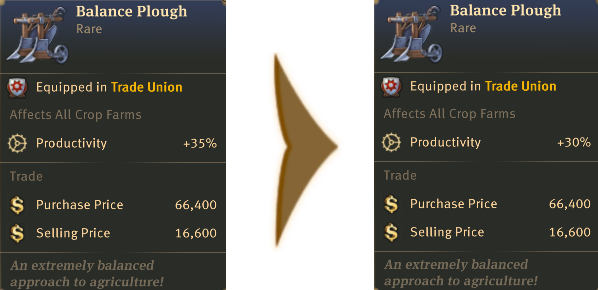 Balance Plough
Rare
Equipped in Trade Union
Affects All Crop Farms
Productivity +35%
Trade
Purchase Price 66,400
Selling Price 16,600
An extremely balanced
approach to agriculture!
Balance Plough
Rare
Equipped in Trade Union
Affects All Crop Farms
Productivity +30%
Trade
Purchase Price 66,400
Selling Price 16,600
An extremely balanced
approach to agriculture!